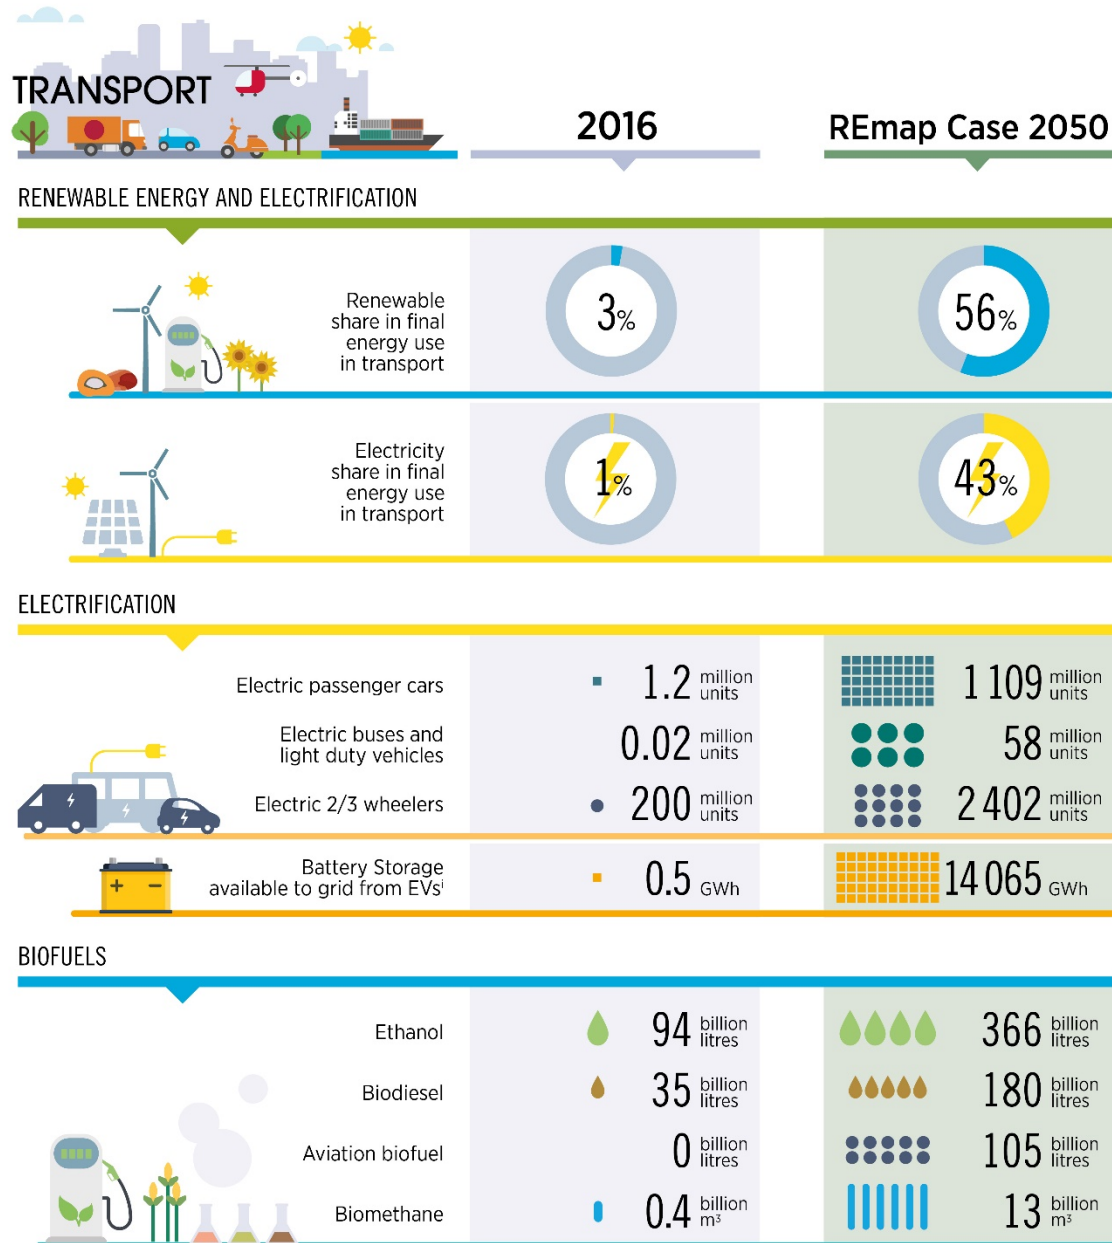 TRANSPORT
2016
REmap Case 2050
RENEWABLE ENERGY AND ELECTRIFICATION
Renewable
share in final
energy use
in transport
3%
56%
Electricity
share in final
energy use
in transport
1%
43%
ELECTRIFICATION
Electric passenger cars
1.2 million
units
1 109 million
units
Electric buses and
light duty vehicles
0.02 million
units
58 million
units
Electric 2/3 wheelers
200 million
units
2 402 million
units
+ −
Battery Storage
available to grid from EVsⁱ
0.5 GWh
14 065 GWh
BIOFUELS
Ethanol
94 billion
litres
366 billion
litres
Biodiesel
35 billion
litres
180 billion
litres
Aviation biofuel
0 billion
litres
105 billion
litres
Biomethane
0.4 billion
m³
13 billion
m³